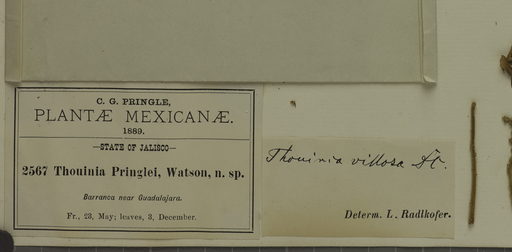 C. G. PRINGLE,
PLANTÆ MEXICANÆ.
1889.
—STATE OF JALISCO—
2567 Thouinia Pringlei, Watson, n. sp.
Barranca near Guadalajara.
Fr., 23, May; leaves, 3, December.
Thouinia villosa DC.
Determ. L. Radlkofer.